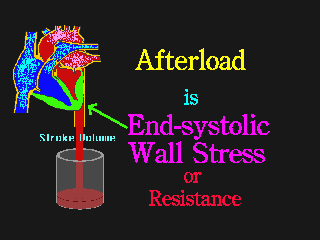 Afterload
is
End-systolic
Stroke Volume
Wall Stress
or
Resistance